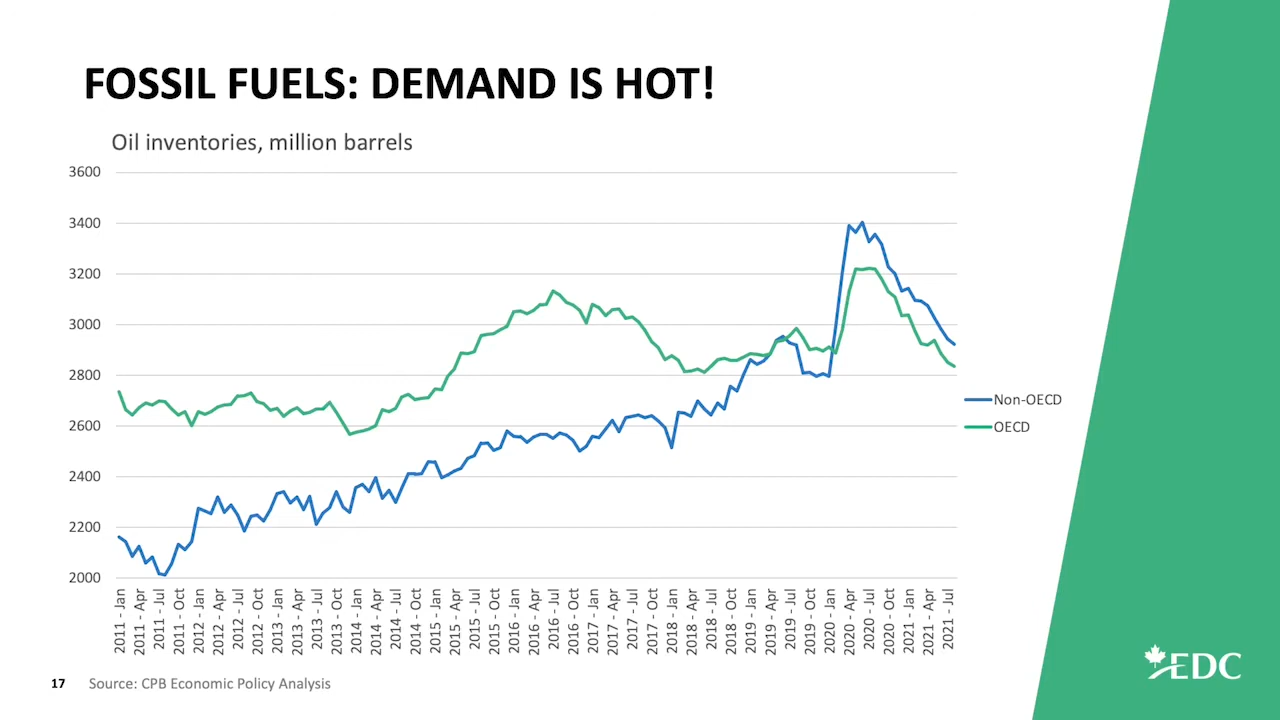 FOSSIL FUELS: DEMAND IS HOT!
Oil inventories, million barrels
3600
3400
3200
3000
2800
2600
2400
2200
2000
2011 - Jan
2011 - Apr
2011 - Jul
2011 - Oct
2012 - Jan
2012 - Apr
2012 - Jul
2012 - Oct
2013 - Jan
2013 - Apr
2013 - Jul
2013 - Oct
2014 - Jan
2014 - Apr
2014 - Jul
2014 - Oct
2015 - Jan
2015 - Apr
2015 - Jul
2015 - Oct
2016 - Jan
2016 - Apr
2016 - Jul
2016 - Oct
2017 - Jan
2017 - Apr
2017 - Jul
2017 - Oct
2018 - Jan
2018 - Apr
2018 - Jul
2018 - Oct
2019 - Jan
2019 - Apr
2019 - Jul
2019 - Oct
2020 - Jan
2020 - Apr
2020 - Jul
2020 - Oct
2021 - Jan
2021 - Apr
2021 - Jul
Non-OECD
OECD
17 Source: CPB Economic Policy Analysis
EDC